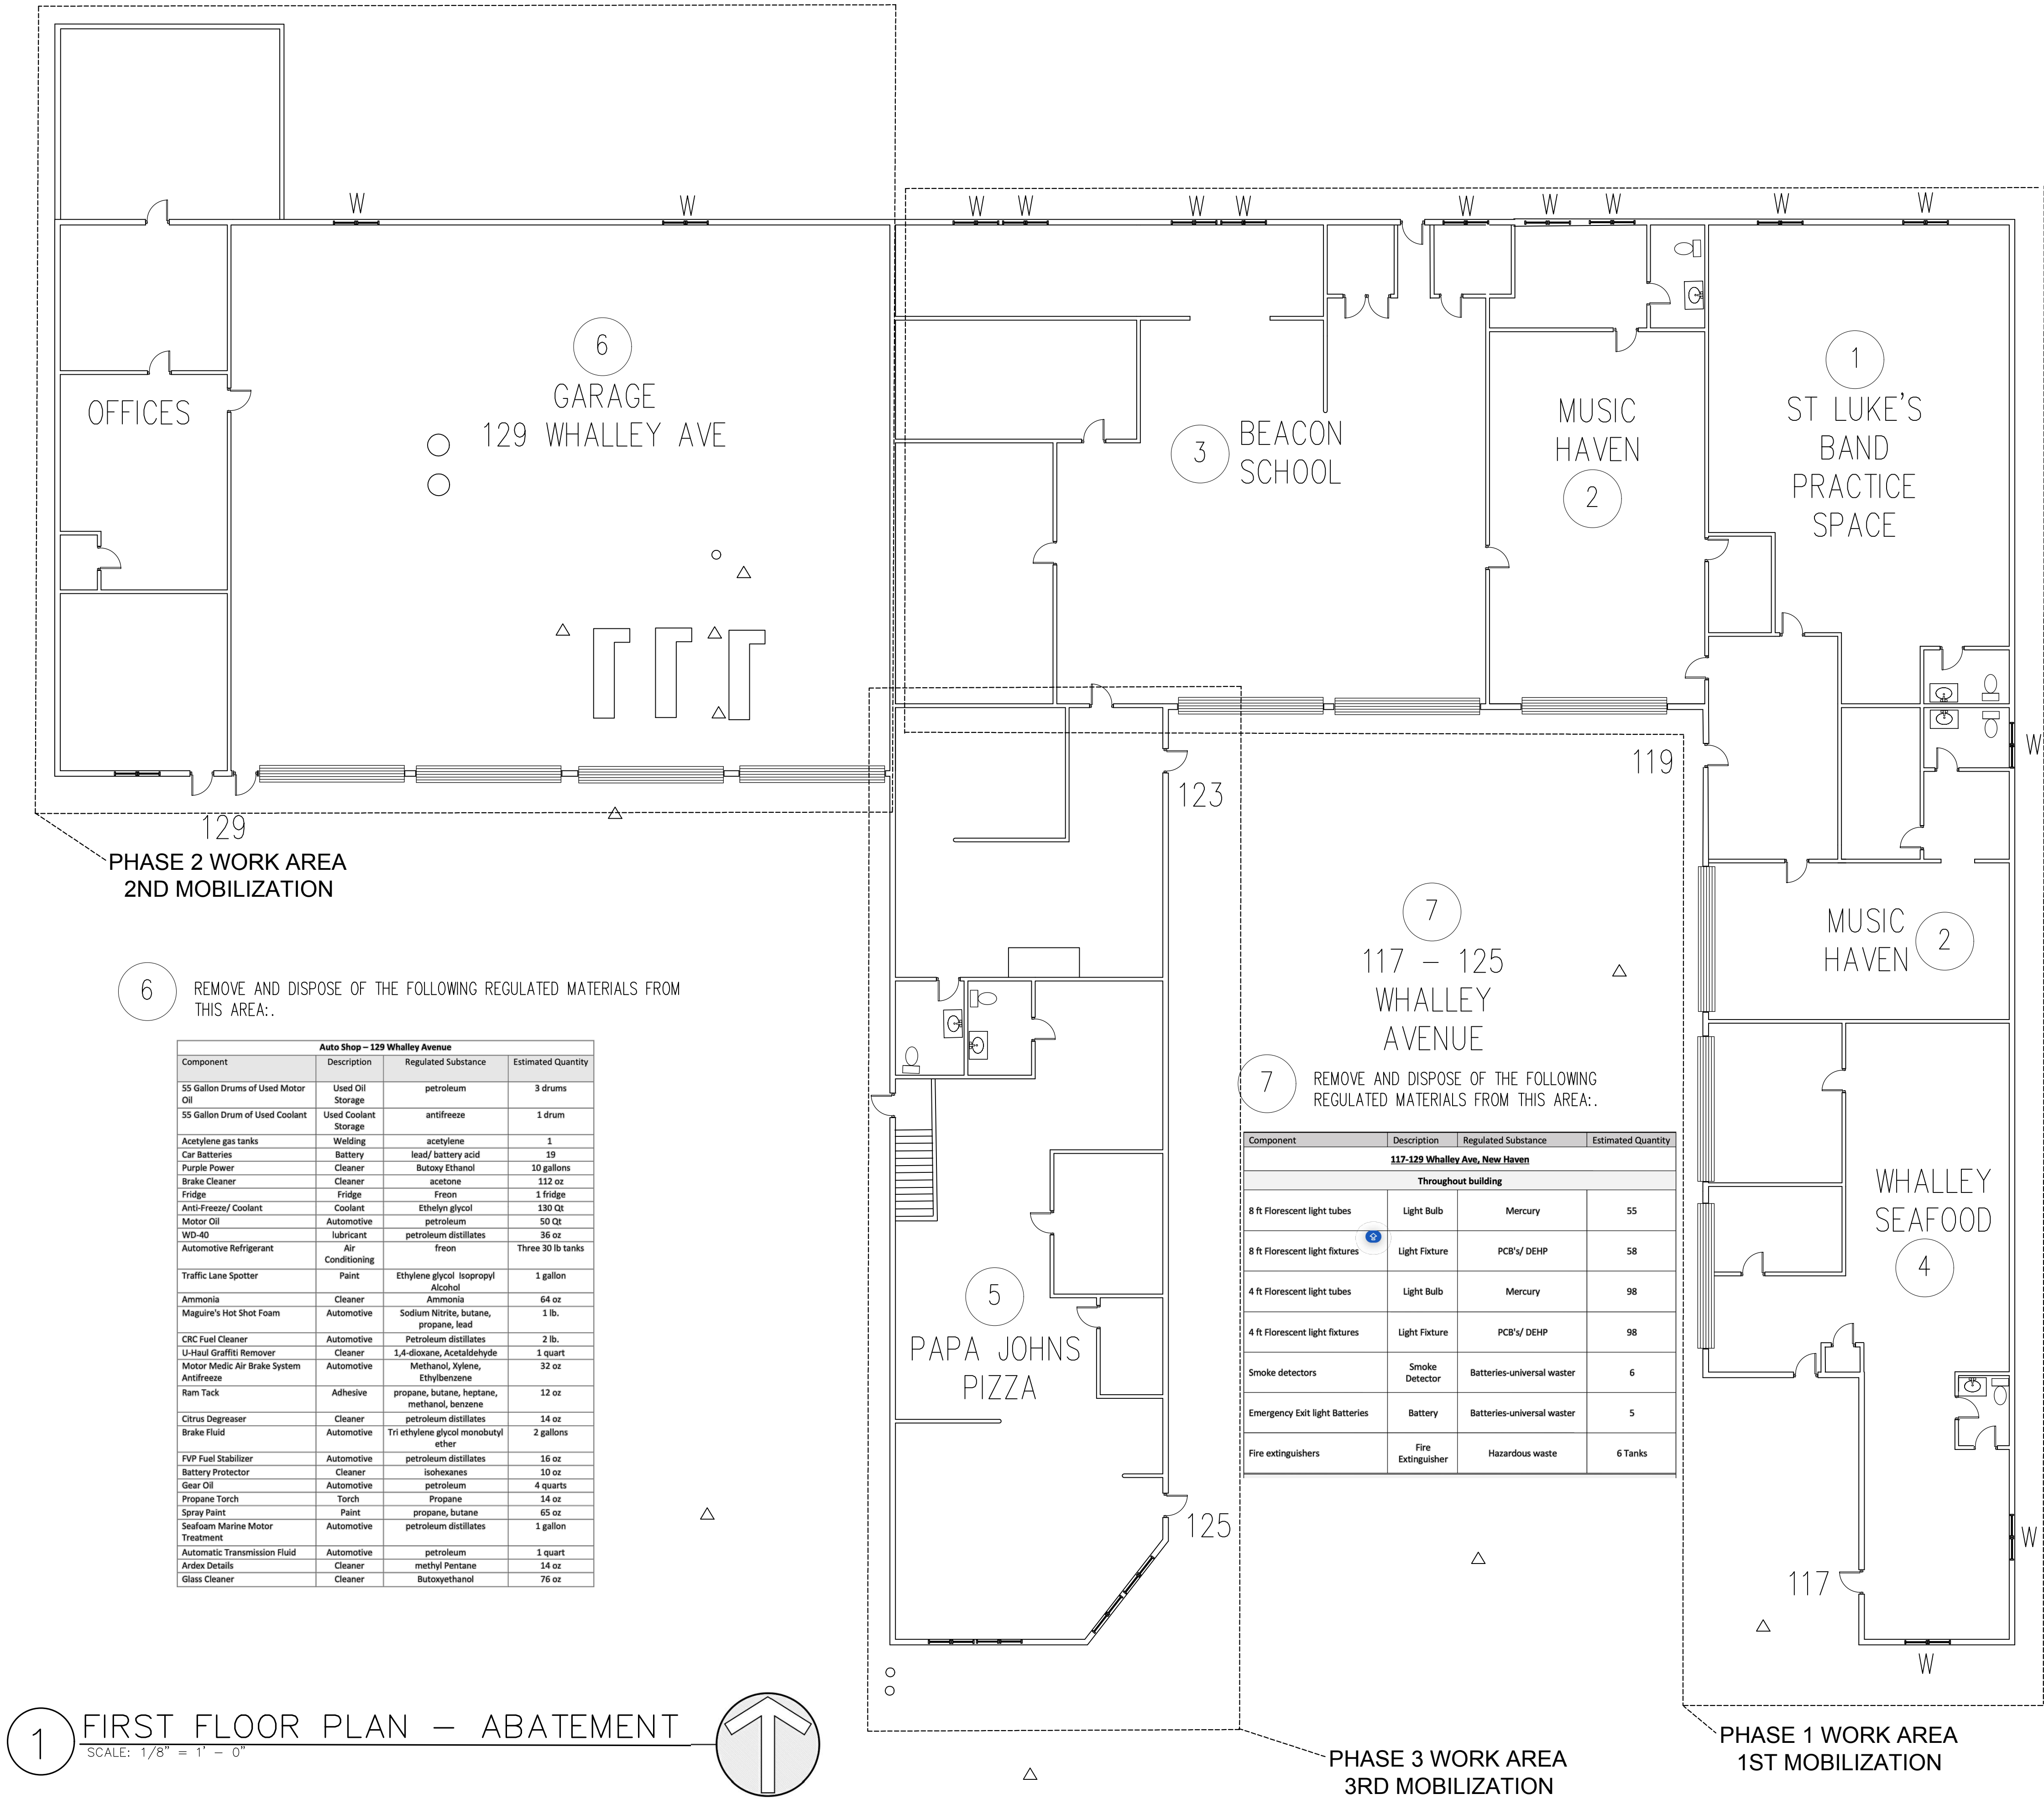 W
W
W
W
W
W
W
W
W
W
W
6
GARAGE
129 WHALLEY AVE
OFFICES
3
BEACON
SCHOOL
MUSIC
HAVEN
2
1
ST LUKE'S
BAND
PRACTICE
SPACE
W
119
123
129
PHASE 2 WORK AREA
2ND MOBILIZATION
7
117 - 125
WHALLEY
AVENUE
MUSIC
HAVEN
2
6
REMOVE AND DISPOSE OF THE FOLLOWING REGULATED MATERIALS FROM
THIS AREA:.
Auto Shop – 129 Whalley Avenue
Component Description Regulated Substance Estimated Quantity
55 Gallon Drums of Used Motor Oil Used Oil Storage petroleum 3 drums
55 Gallon Drum of Used Coolant Used Coolant Storage antifreeze 1 drum
Acetylene gas tanks Welding acetylene 1
Car Batteries Battery lead/ battery acid 19
Purple Power Cleaner Butoxy Ethanol 10 gallons
Brake Cleaner Cleaner acetone 112 oz
Fridge Fridge Freon 1 fridge
Anti-Freeze/ Coolant Coolant Ethelyn glycol 130 Qt
Motor Oil Automotive petroleum 50 Qt
WD-40 lubricant petroleum distillates 36 oz
Automotive Refrigerant Air Conditioning freon Three 30 lb tanks
Traffic Lane Spotter Paint Ethylene glycol Isopropyl Alcohol 1 gallon
Ammonia Cleaner Ammonia 64 oz
Maguire's Hot Shot Foam Automotive Sodium Nitrite, butane, propane, lead 1 lb.
CRC Fuel Cleaner Automotive Petroleum distillates 2 lb.
U-Haul Graffiti Remover Cleaner 1,4-dioxane, Acetaldehyde 1 quart
Motor Medic Air Brake System Antifreeze Automotive Methanol, Xylene, Ethylbenzene 32 oz
Ram Tack Adhesive propane, butane, heptane, methanol, benzene 12 oz
Citrus Degreaser Cleaner petroleum distillates 14 oz
Brake Fluid Automotive Tri ethylene glycol monobutyl ether 2 gallons
FVP Fuel Stabilizer Automotive petroleum distillates 16 oz
Battery Protector Cleaner isohexanes 10 oz
Gear Oil Automotive petroleum 4 quarts
Propane Torch Torch Propane 14 oz
Spray Paint Paint propane, butane 65 oz
Seafoam Marine Motor Treatment Automotive petroleum distillates 1 gallon
Automatic Transmission Fluid Automotive petroleum 1 quart
Ardex Details Cleaner methyl Pentane 14 oz
Glass Cleaner Cleaner Butoxyethanol 76 oz
7
REMOVE AND DISPOSE OF THE FOLLOWING
REGULATED MATERIALS FROM THIS AREA:.
Component Description Regulated Substance Estimated Quantity
117-129 Whalley Ave, New Haven
Throughout building
8 ft Florescent light tubes Light Bulb Mercury 55
8 ft Florescent light fixtures Light Fixture PCB's/ DEHP 58
4 ft Florescent light tubes Light Bulb Mercury 98
4 ft Florescent light fixtures Light Fixture PCB's/ DEHP 98
Smoke detectors Smoke Detector Batteries-universal waster 6
Emergency Exit light Batteries Battery Batteries-universal waster 5
Fire extinguishers Fire Extinguisher Hazardous waste 6 Tanks
WHALLEY
SEAFOOD
4
5
PAPA JOHNS
PIZZA
125
117
W
W
1
FIRST FLOOR PLAN - ABATEMENT
SCALE: 1/8" = 1' - 0"
PHASE 3 WORK AREA
3RD MOBILIZATION
PHASE 1 WORK AREA
1ST MOBILIZATION